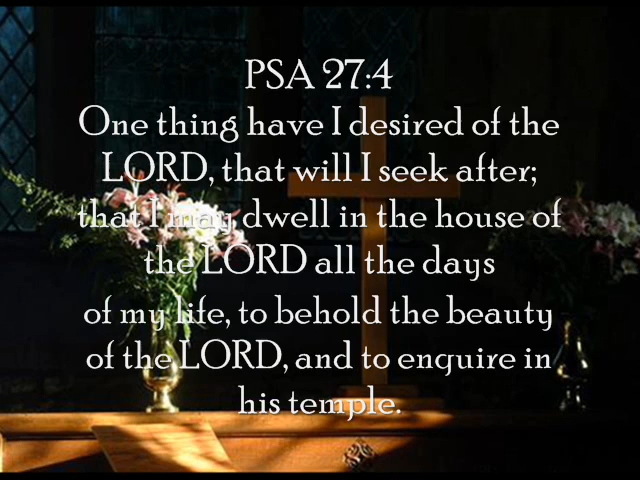 PSA 27:4
One thing have I desired of the
LORD, that will I seek after;
that I may dwell in the house of
the LORD all the days
of my life, to behold the beauty
of the LORD, and to enquire in
his temple.